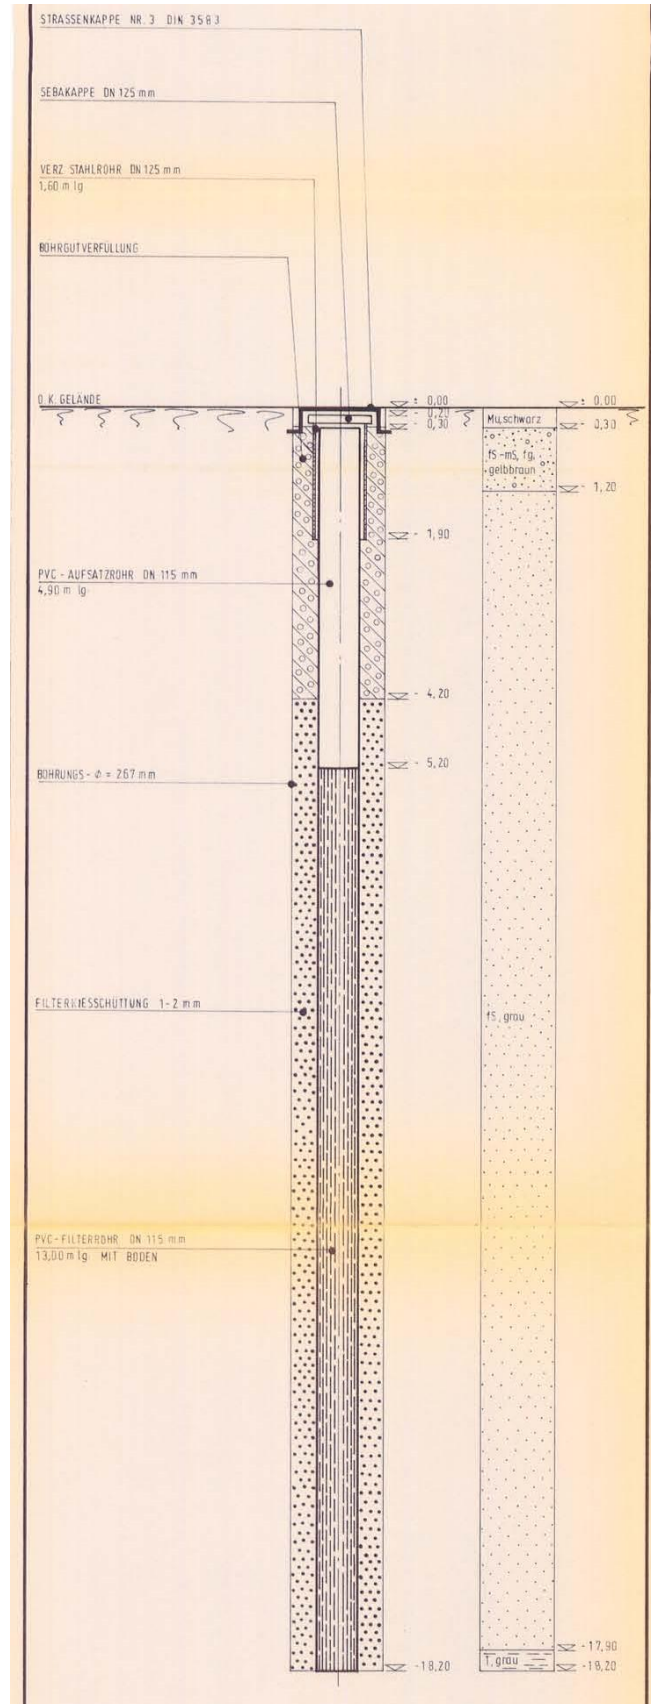 STRASSENKAPPE NR. 3 DIN 3583
SEBAKAPPE DN 125 mm
VERZ. STAHLROHR DN 125 mm
1,60 m lg
BOHRGUTVERFÜLLUNG
O.K. GELÄNDE
± 0,00
- 0,20
- 0,30
- 1,90
PVC - AUFSATZROHR DN 115 mm
4,90 m lg
- 4,20
- 5,20
BOHRUNGS - ϕ = 267 mm
FILTERKIESSCHÜTTUNG 1-2 mm
PVC-FILTERROHR DN 115 mm
13,00 m lg MIT BODEN
-18,20
± 0,00
Mu, schwarz
- 0,30
fS-mS, fg,
gelbbraun
- 1,20
fS, grau
-17,90
T, grau
-18,20